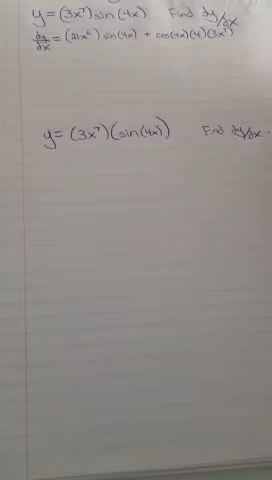 y = (3x⁷) sin(4x) Find dy/dx
dy/dx = (21x⁶) sin(4x) + cos(4x)(4)(3x⁷)
y = (3x⁷)(sin(4x)) Find dy/dx.